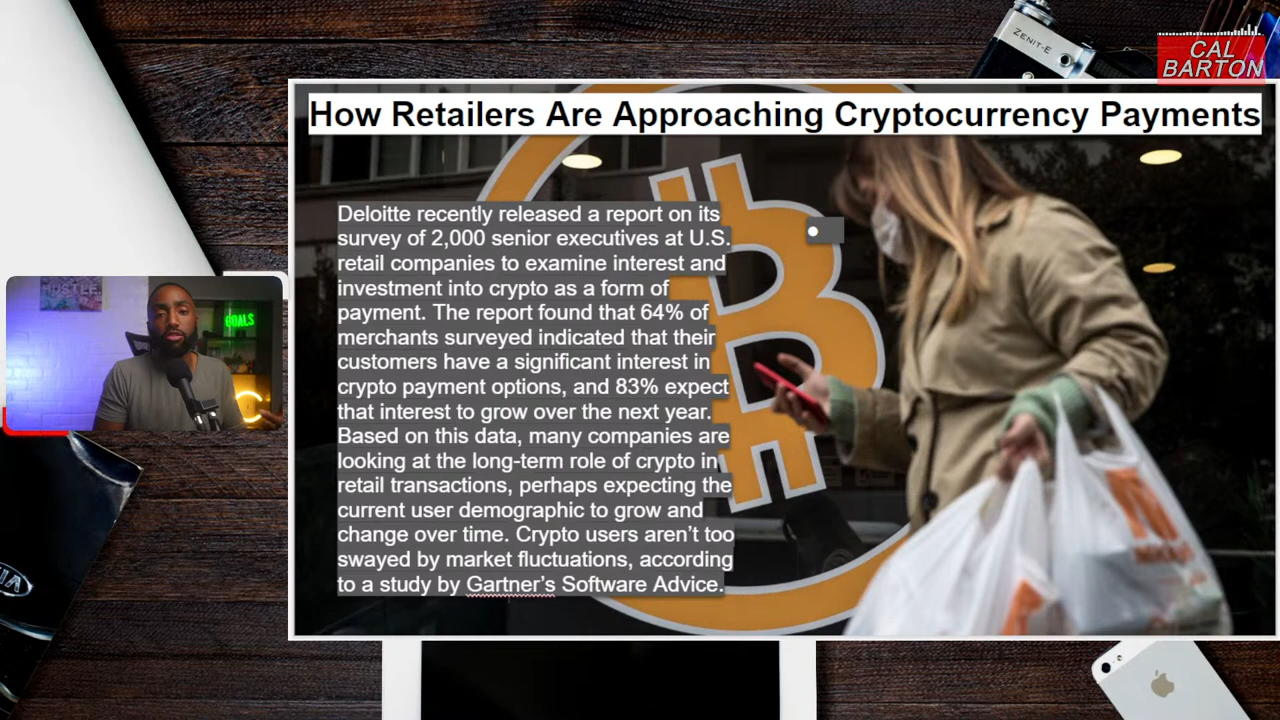 ZENIT-E
CAL
BARTON
How Retailers Are Approaching Cryptocurrency Payments
Deloitte recently released a report on its
survey of 2,000 senior executives at U.S.
retail companies to examine interest and
investment into crypto as a form of
payment. The report found that 64% of
merchants surveyed indicated that their
customers have a significant interest in
crypto payment options, and 83% expect
that interest to grow over the next year.
Based on this data, many companies are
looking at the long-term role of crypto in
retail transactions, perhaps expecting the
current user demographic to grow and
change over time. Crypto users aren’t too
swayed by market fluctuations, according
to a study by Gartner’s Software Advice.
HUSTLE
GOALS